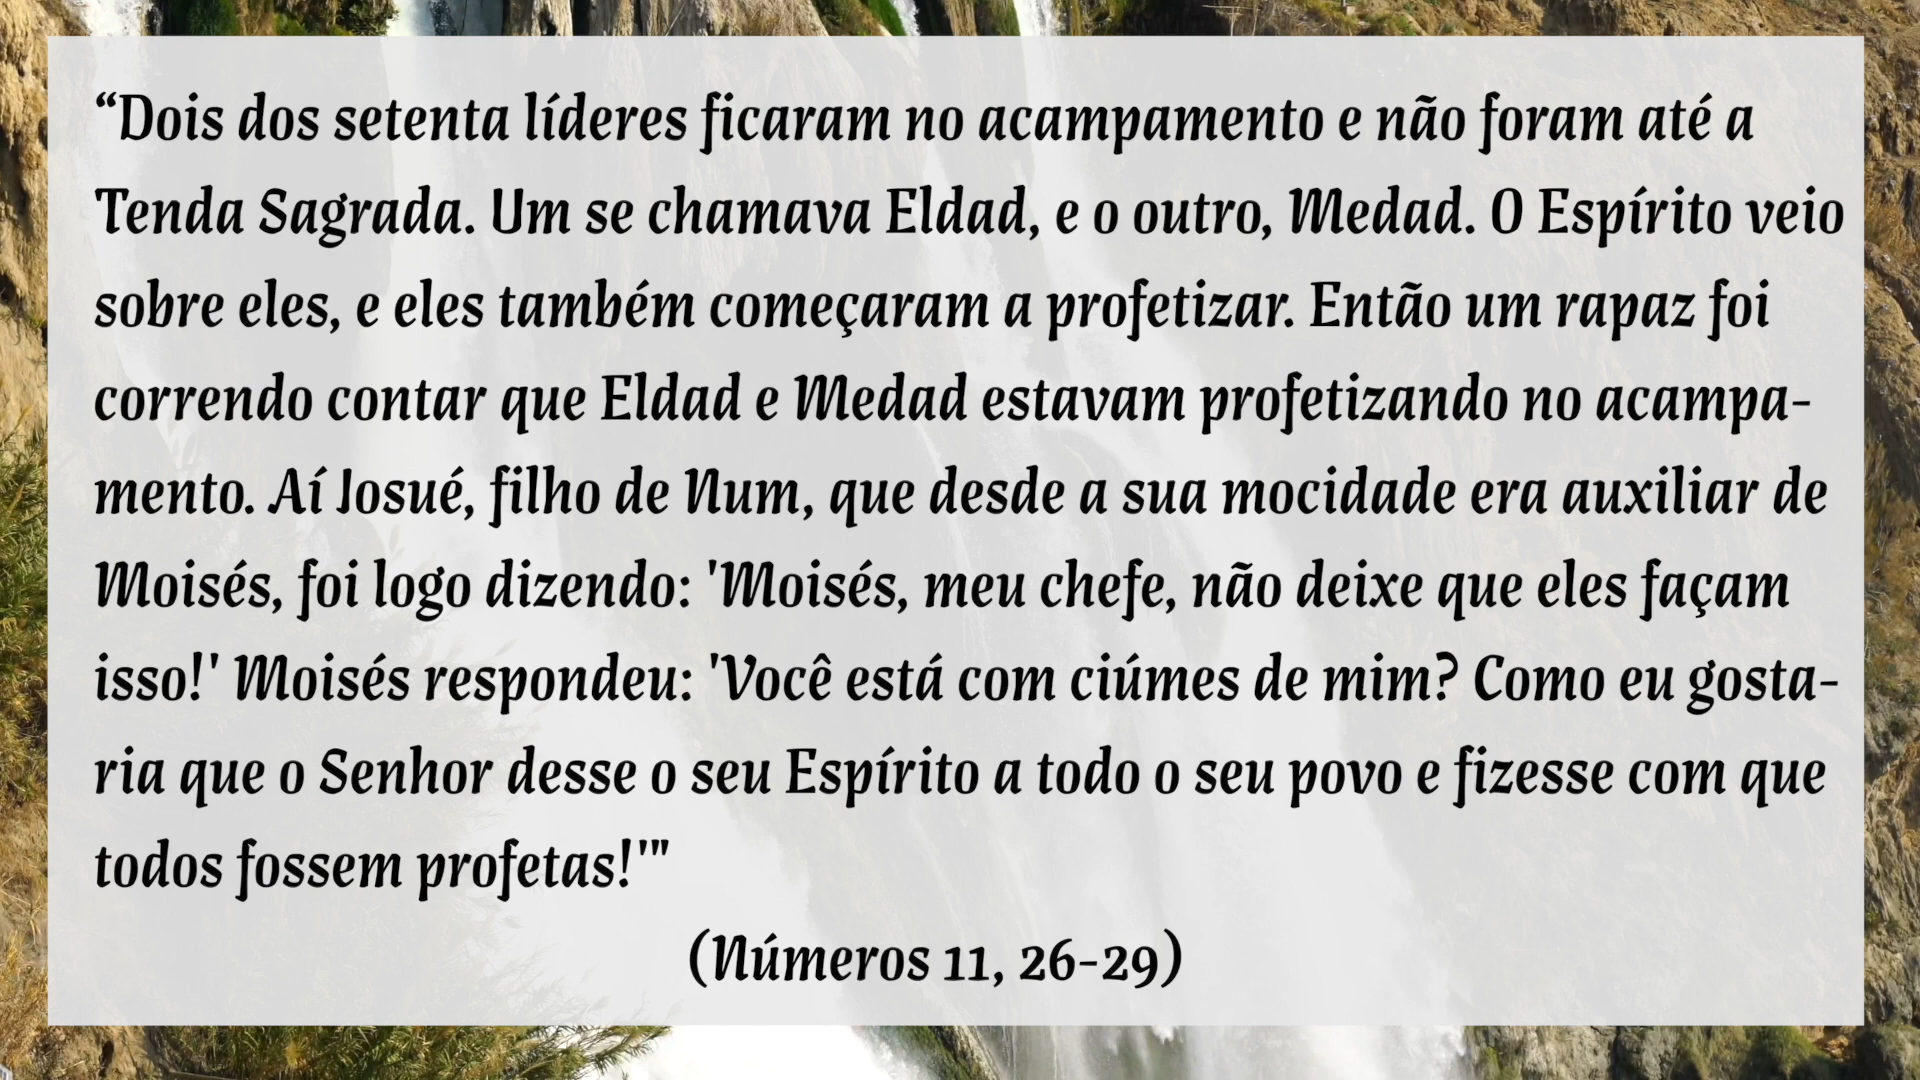 “Dois dos setenta líderes ficaram no acampamento e não foram até a
Tenda Sagrada. Um se chamava Eldad, e o outro, Medad. O Espírito veio
sobre eles, e eles também começaram a profetizar. Então um rapaz foi
correndo contar que Eldad e Medad estavam profetizando no acampa-
mento. Aí Josué, filho de Num, que desde a sua mocidade era auxiliar de
Moisés, foi logo dizendo: 'Moisés, meu chefe, não deixe que eles façam
isso!' Moisés respondeu: 'Você está com ciúmes de mim? Como eu gosta-
ria que o Senhor desse o seu Espírito a todo o seu povo e fizesse com que
todos fossem profetas!'"
(Números 11, 26-29)